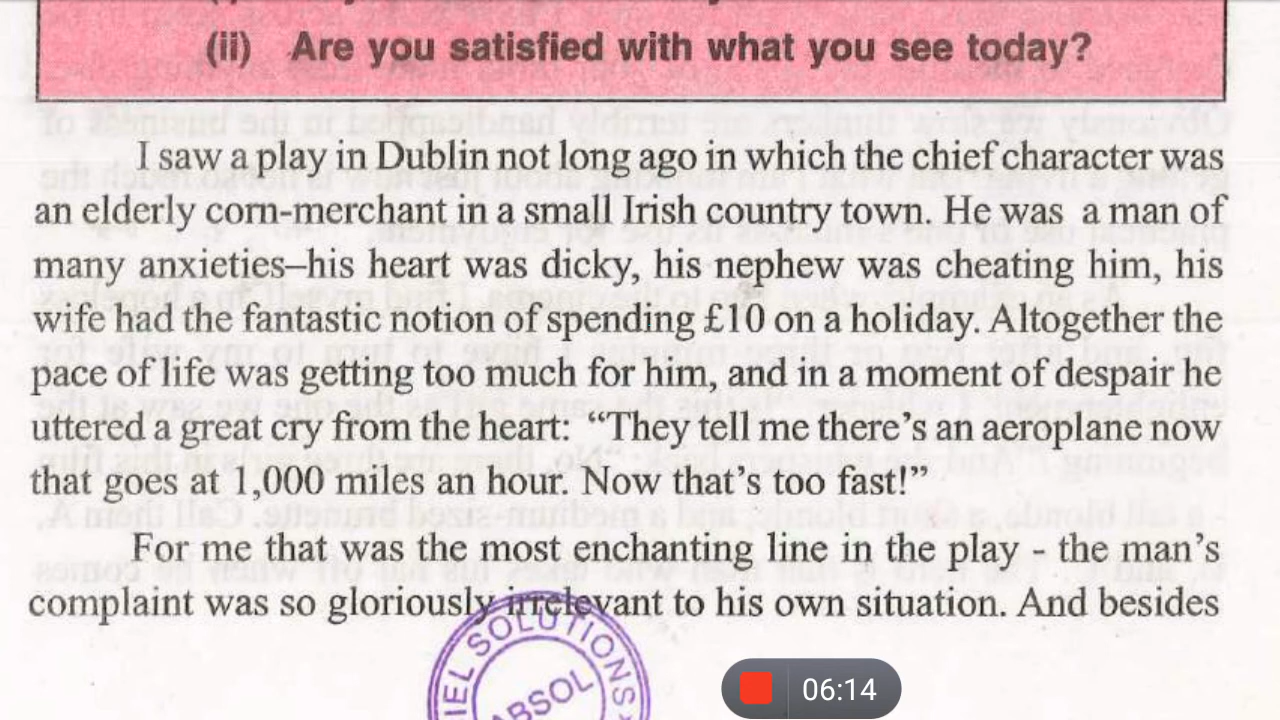 (ii) Are you satisfied with what you see today?
I saw a play in Dublin not long ago in which the chief character was
an elderly corn-merchant in a small Irish country town. He was a man of
many anxieties–his heart was dicky, his nephew was cheating him, his
wife had the fantastic notion of spending £10 on a holiday. Altogether the
pace of life was getting too much for him, and in a moment of despair he
uttered a great cry from the heart: “They tell me there’s an aeroplane now
that goes at 1,000 miles an hour. Now that’s too fast!”
For me that was the most enchanting line in the play - the man’s
complaint was so gloriously irrelevant to his own situation. And besides
SOLUTIONS
ABSOL
06:14